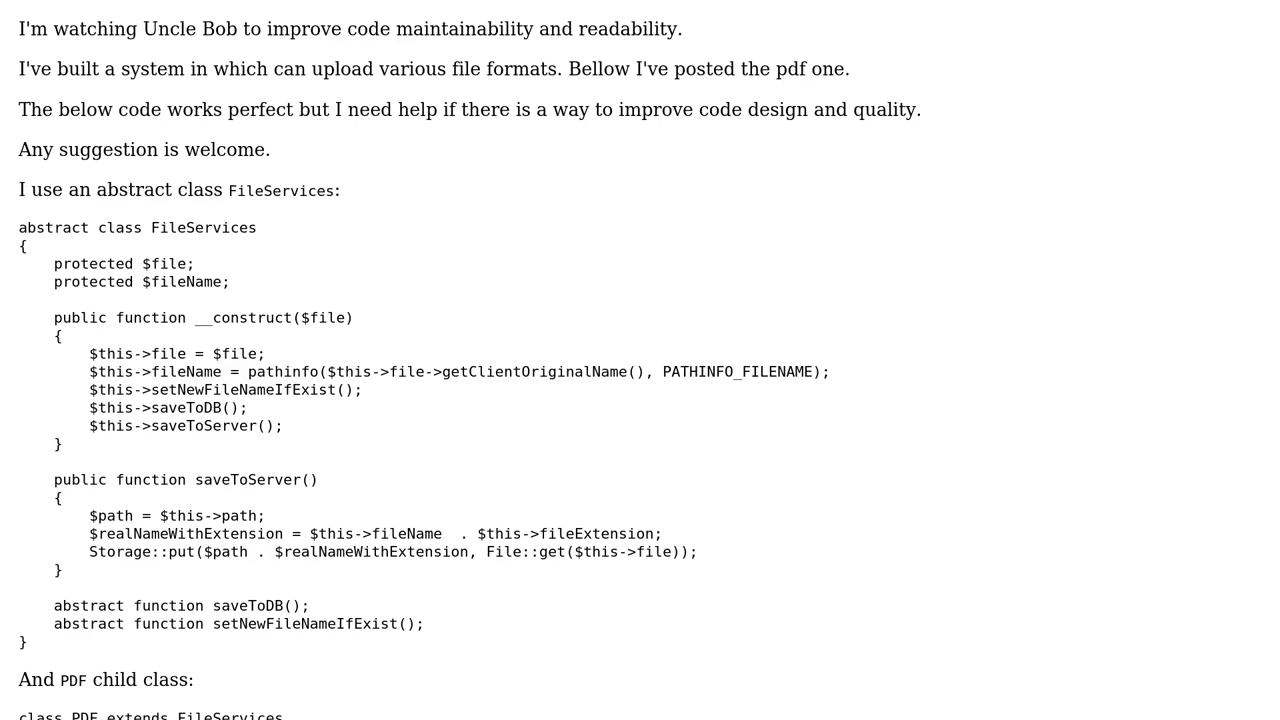 I'm watching Uncle Bob to improve code maintainability and readability.
I've built a system in which can upload various file formats. Bellow I've posted the pdf one.
The below code works perfect but I need help if there is a way to improve code design and quality.
Any suggestion is welcome.
I use an abstract class FileServices:
abstract class FileServices
{
    protected $file;
    protected $fileName;

    public function __construct($file)
    {
        $this->file = $file;
        $this->fileName = pathinfo($this->file->getClientOriginalName(), PATHINFO_FILENAME);
        $this->setNewFileNameIfExist();
        $this->saveToDB();
        $this->saveToServer();
    }

    public function saveToServer()
    {
        $path = $this->path;
        $realNameWithExtension = $this->fileName  . $this->fileExtension;
        Storage::put($path . $realNameWithExtension, File::get($this->file));
    }

    abstract function saveToDB();
    abstract function setNewFileNameIfExist();
}
And PDF child class:
class PDF extends FileServices